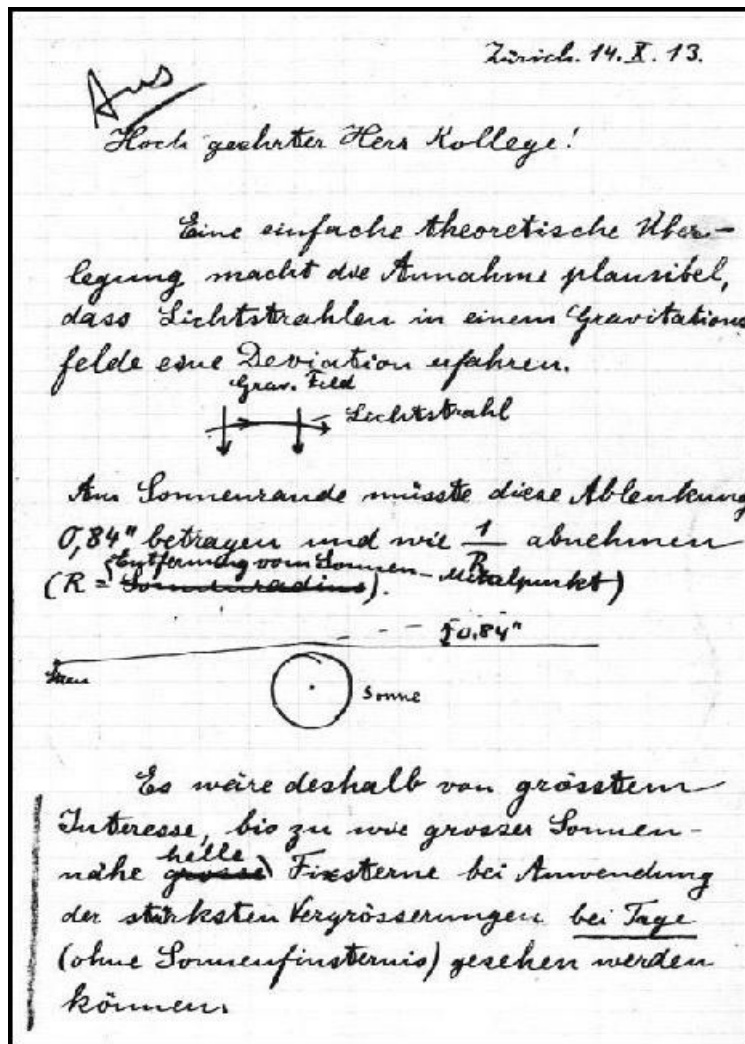 Zürich. 14. X. 13.
Aus
Hoch geehrter Herr Kollege!
Eine einfache theoretische Über-
legung macht die Annahme plausibel,
dass Lichtstrahlen in einem Gravitations
felde eine Deviation erfahren.
Grav. Feld
Lichtstrahl
Am Sonnenrande müsste diese Ablenkung
0,84" betragen und wie 1/R abnehmen
(R = Sonnenradius). Entfernung vom Sonnen-Mittelpunkt)
0.84"
Stern
Sonne
Es wäre deshalb von grösstem
Interesse, bis zu wie grosser Sonnen-
nähe grosse helle Fixsterne bei Anwendung
der stärksten Vergrösserungen bei Tage
(ohne Sonnenfinsternis) gesehen werden
können.